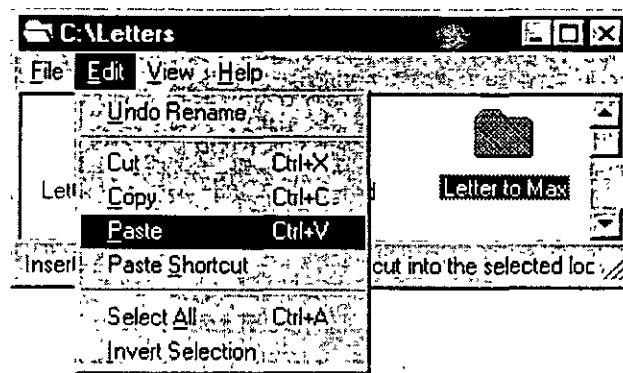 C:\Letters
File Edit View Help
Undo Rename
Cut Ctrl+X
Copy Ctrl+C
Paste Ctrl+V
Paste Shortcut
Select All Ctrl+A
Invert Selection
Letter to Max
cut into the selected loc